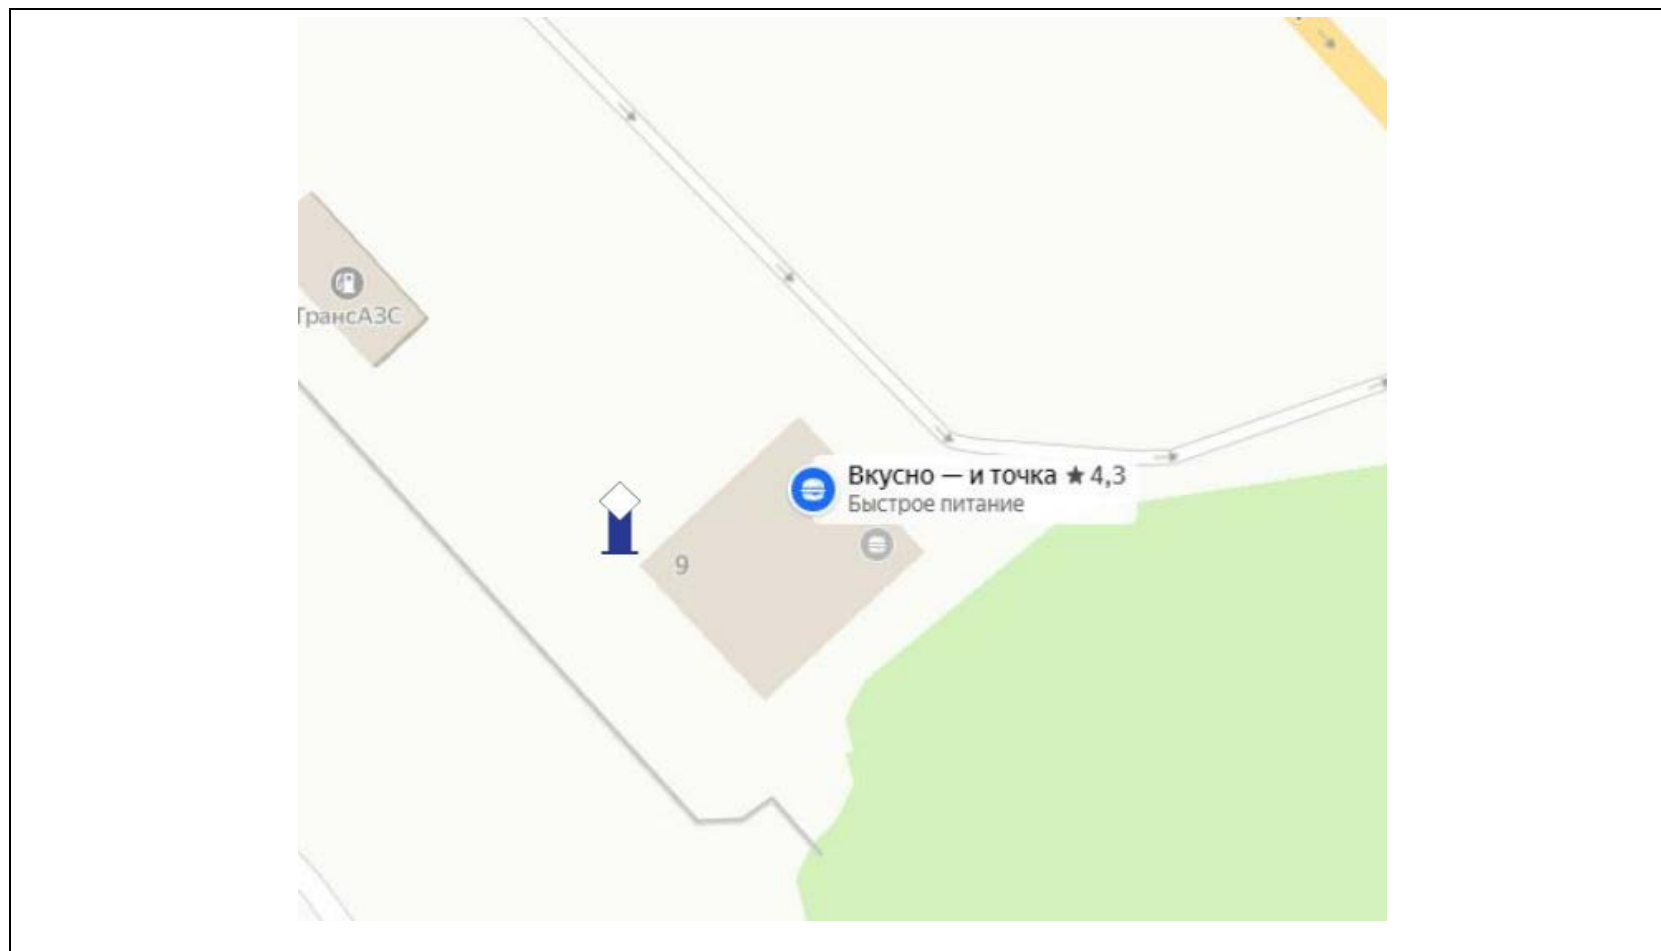 ТрансАЗС
Вкусно — и точка ★ 4,3
Быстрое питание
9